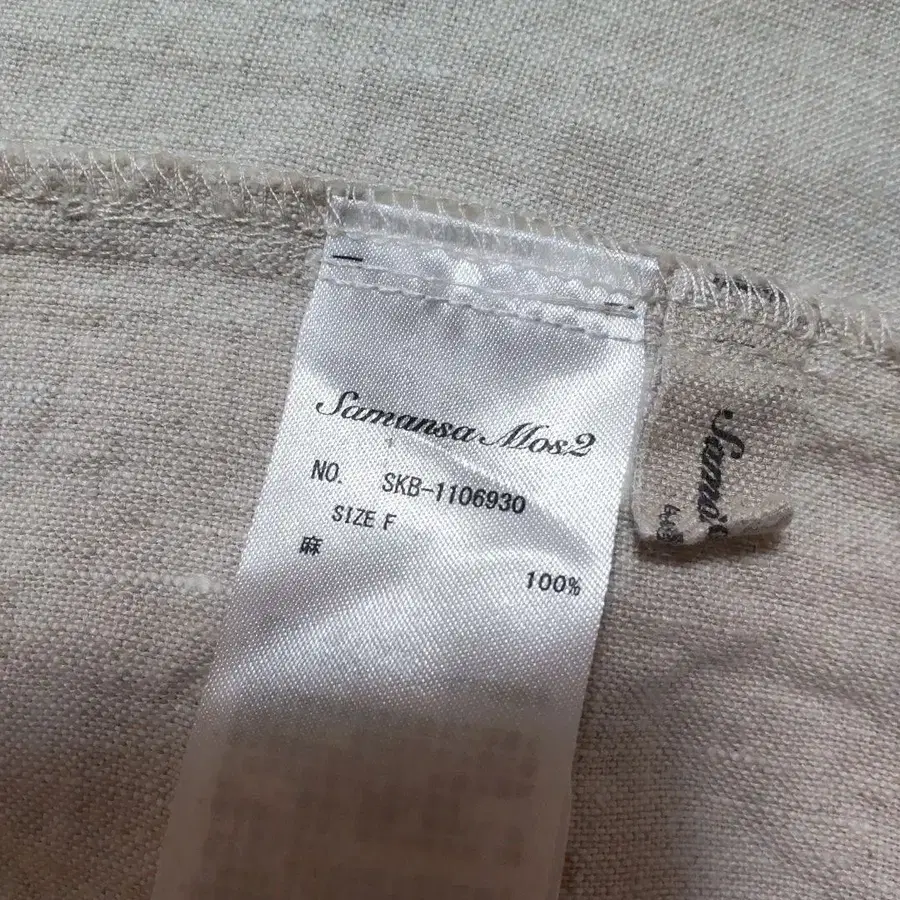 Samansa Mos2
NO. SKB-1106930
SIZE F
麻 100%